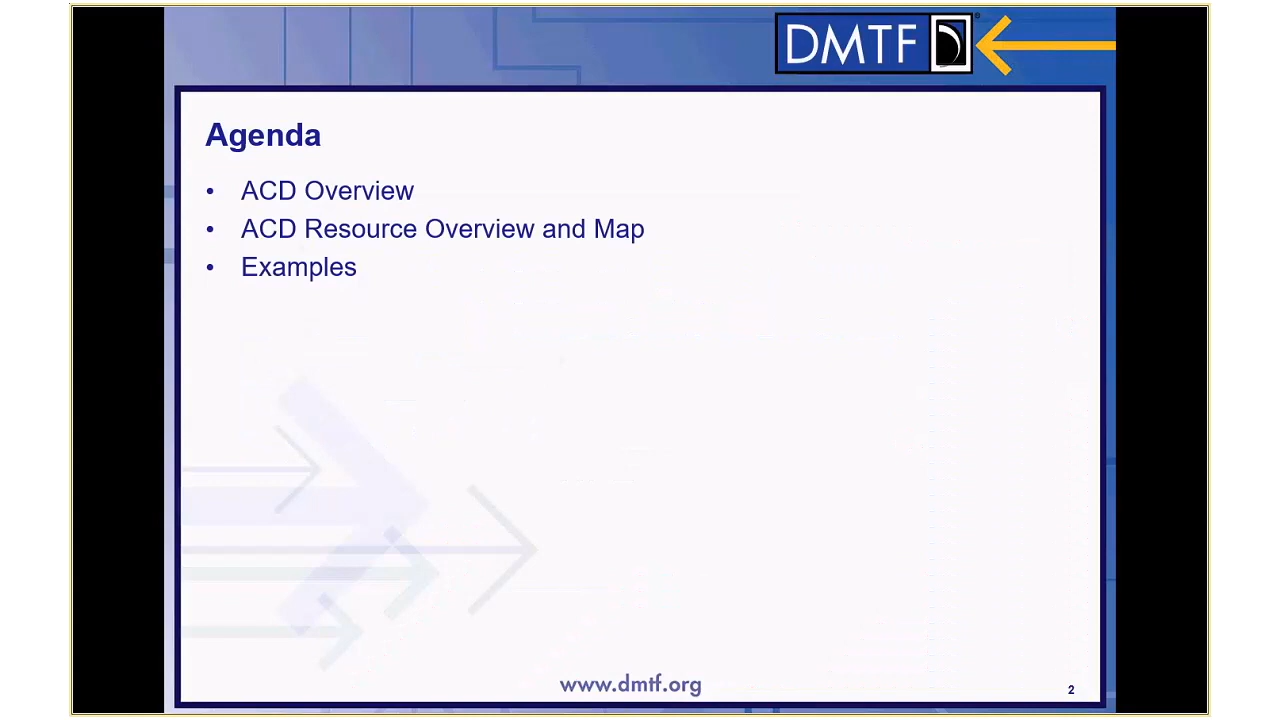 DMTF
Agenda
• ACD Overview
• ACD Resource Overview and Map
• Examples
www.dmtf.org
2